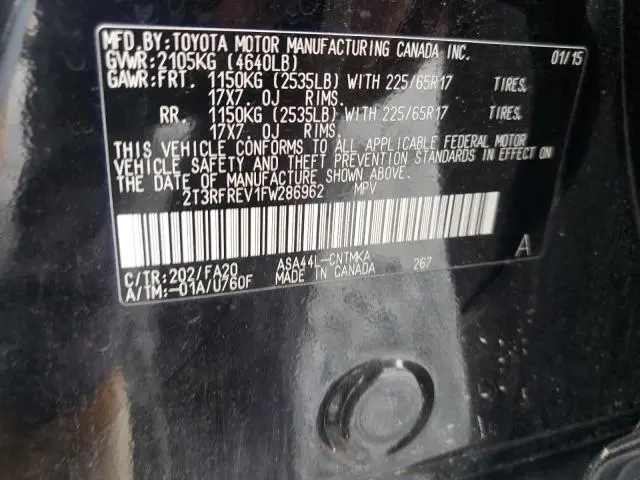 MFD.BY:TOYOTA MOTOR MANUFACTURING CANADA INC. 01/15
GVWR:2105KG (4640LB)
GAWR:FRT. 1150KG (2535LB) WITH 225/65R17 TIRES,
17X7. 0J RIMS.
RR. 1150KG (2535LB) WITH 225/65R17 TIRES,
17X7. 0J RIMS.
THIS VEHICLE CONFORMS TO ALL APPLICABLE FEDERAL MOTOR
VEHICLE SAFETY AND THEFT PREVENTION STANDARDS IN EFFECT ON
THE DATE OF MANUFACTURE SHOWN ABOVE.
2T3RFREV1FW286962 MPV
C/TR:202/FA20 ASA44L-CNTMKA 267 A
A/TM:-01A/U760F MADE IN CANADA